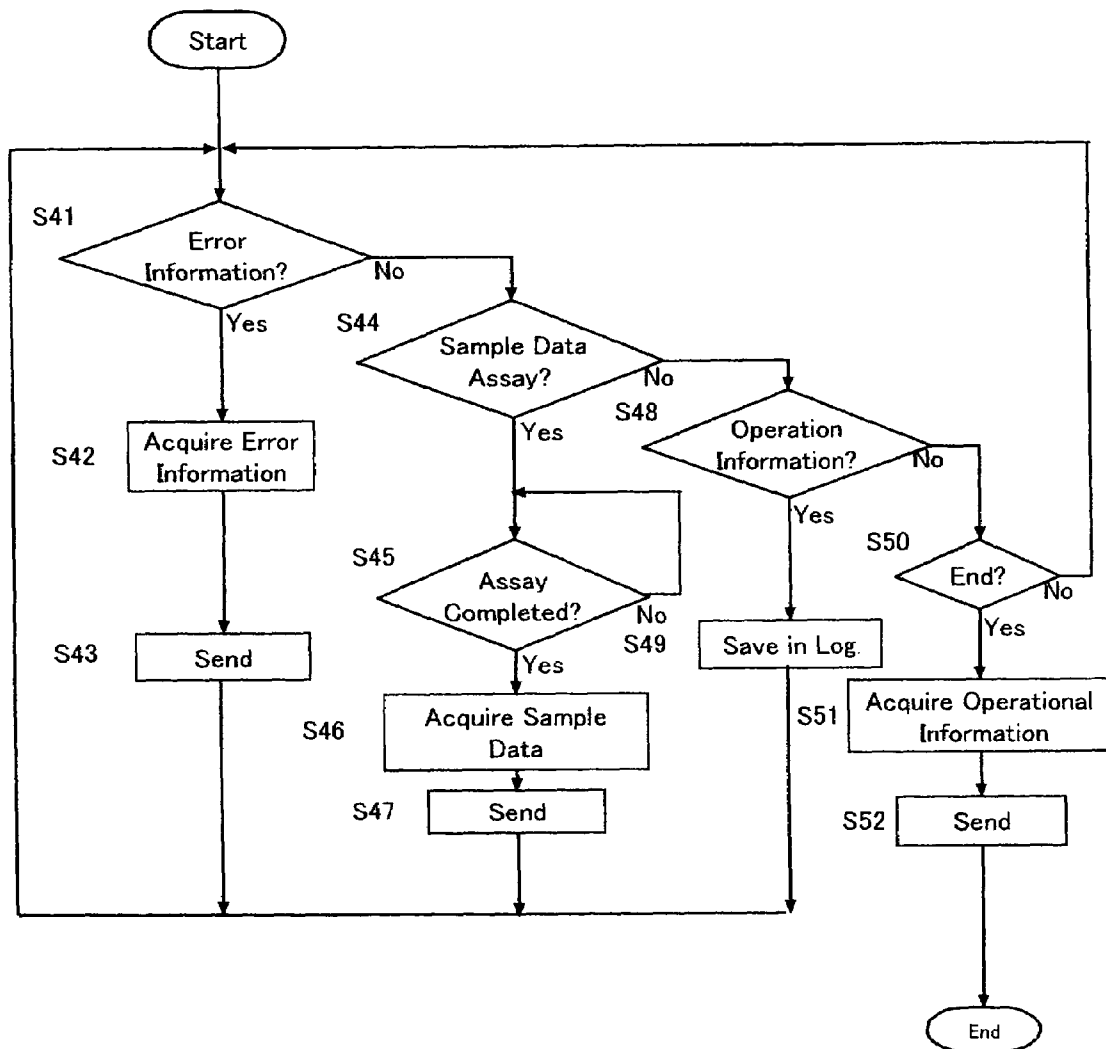 Start
S41
Error
Information?
No
Yes
S44
Sample Data
Assay?
No
Yes
S48
Operation
Information?
No
Yes
S42
Acquire Error
Information
S45
Assay
Completed?
No
Yes
S50
End?
No
Yes
S43
Send
S49
Save in Log.
S46
Acquire Sample
Data
S51
Acquire Operational
Information
S47
Send
S52
Send
End